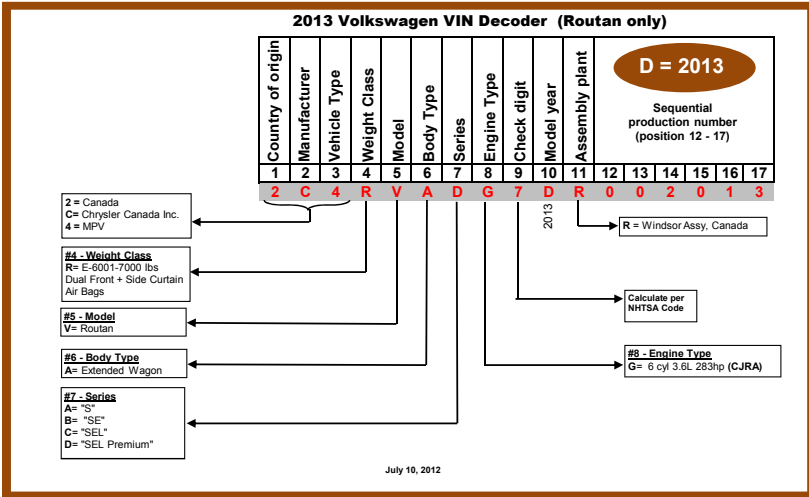 2013 Volkswagen VIN Decoder (Routan only)
Country of origin
Manufacturer
Vehicle Type
Weight Class
Model
Body Type
Series
Engine Type
Check digit
Model year
Assembly plant
D = 2013
Sequential
production number
(position 12 - 17)
1 2 3 4 5 6 7 8 9 10 11 12 13 14 15 16 17
2 C 4 R V A D G 7 D R 0 0 2 0 1 3
2013
2 = Canada
C= Chrysler Canada Inc.
4 = MPV
R = Windsor Assy, Canada
#4 - Weight Class
R= E-6001-7000 lbs
Dual Front + Side Curtain
Air Bags
Calculate per
NHTSA Code
#5 - Model
V= Routan
#6 - Body Type
A= Extended Wagon
#8 - Engine Type
G= 6 cyl 3.6L 283hp (CJRA)
#7 - Series
A= "S"
B= "SE"
C= "SEL"
D= "SEL Premium"
July 10, 2012